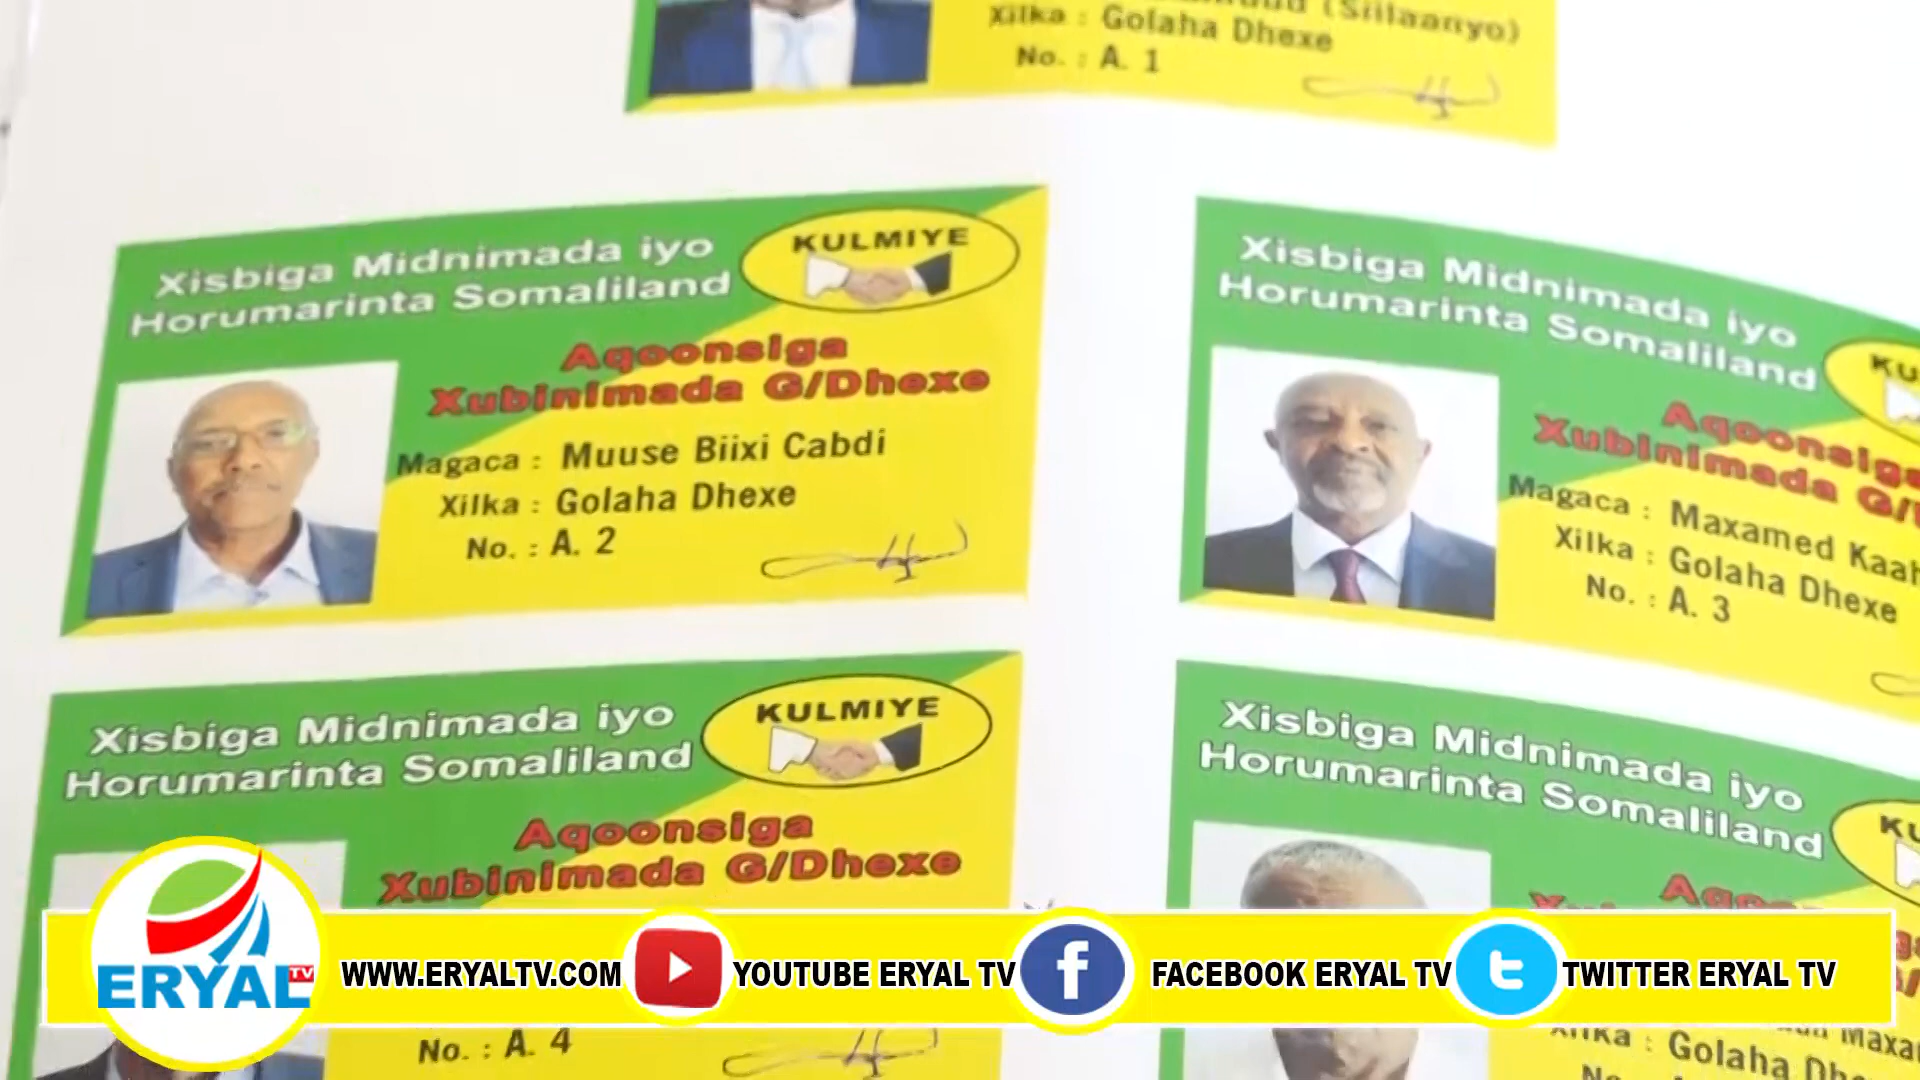 (Siilaanyo)
Xilka : Golaha Dhexe
No. : A. 1
Xisbiga Midnimada iyo
Horumarinta Somaliland
KULMIYE
Aqoonsiga
Xubinimada G/Dhexe
Magaca : Muuse Biixi Cabdi
Xilka : Golaha Dhexe
No. : A. 2
Xisbiga Midnimada iyo
Horumarinta Somaliland
Magaca : Maxamed
Xilka : Golaha Dhexe
No. : A. 3
Xisbiga Midnimada iyo
Horumarinta Somaliland
KULMIYE
Aqoonsiga
Xubinimada G/Dhexe
No. : A. 4
Xisbiga Midnimada iyo
Horumarinta Somaliland
Xilka : Golaha
ERYAL TV
WWW.ERYALTV.COM
YOUTUBE ERYAL TV
FACEBOOK ERYAL TV
TWITTER ERYAL TV